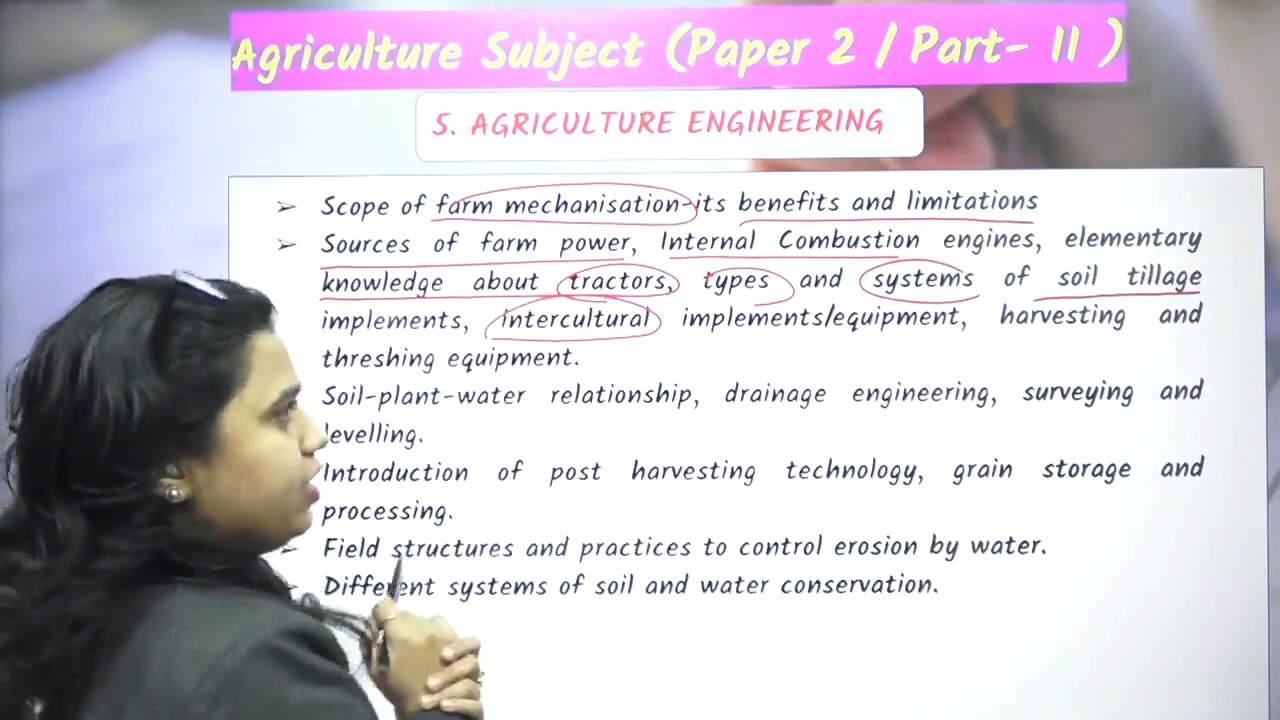 Agriculture Subject (Paper 2 / Part- II )
5. AGRICULTURE ENGINEERING
➢ Scope of farm mechanisation-its benefits and limitations
➢ Sources of farm power, Internal Combustion engines, elementary
knowledge about tractors, types and systems of soil tillage
implements, intercultural implements/equipment, harvesting and
threshing equipment.
Soil-plant-water relationship, drainage engineering, surveying and
levelling.
Introduction of post harvesting technology, grain storage and
processing.
Field structures and practices to control erosion by water.
Different systems of soil and water conservation.